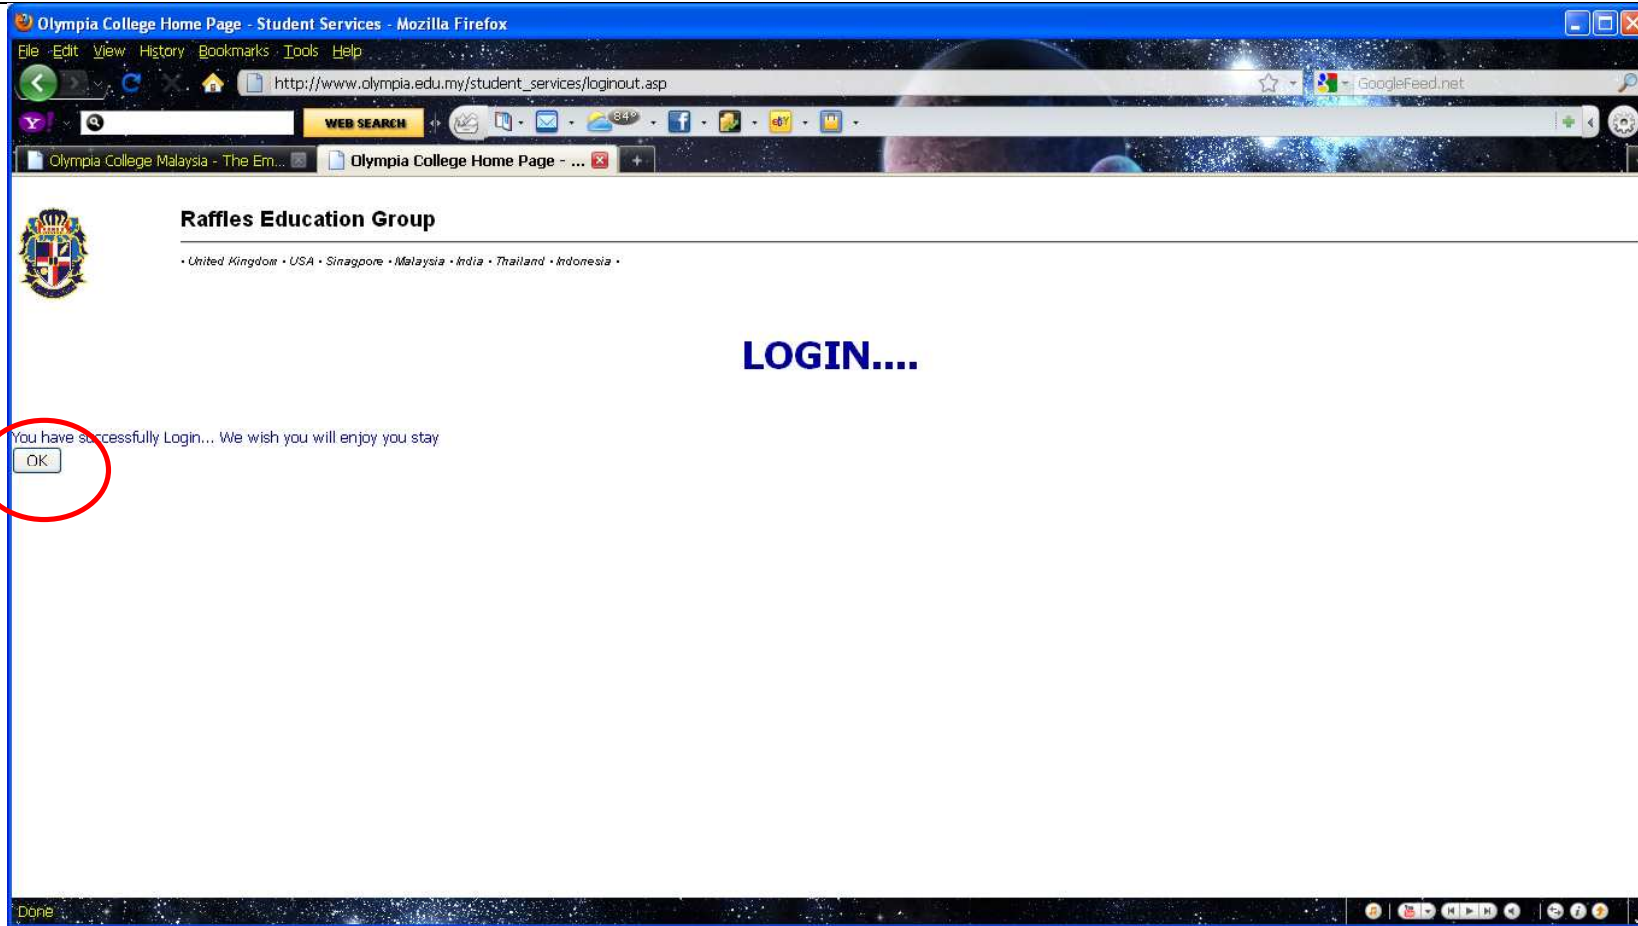 Olympia College Home Page - Student Services - Mozilla Firefox
File Edit View History Bookmarks Tools Help
http://www.olympia.edu.my/student_services/loginout.asp
GoogleFeed.net
Y! WEB SEARCH 84° f ebY
Olympia College Malaysia - The Em... Olympia College Home Page - ... +
Raffles Education Group
• United Kingdom • USA • Sinagpore • Malaysia • India • Thailand • Indonesia •
LOGIN....
You have successfully Login... We wish you will enjoy you stay
OK
Done